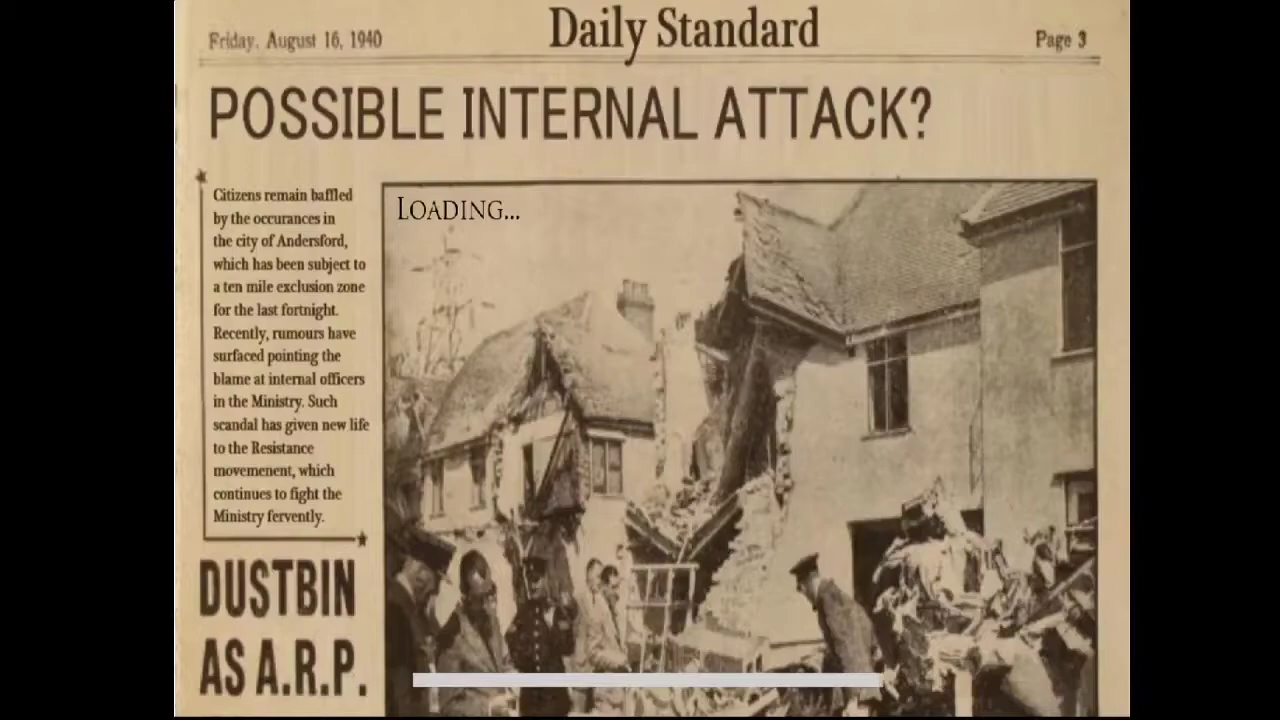 Friday, August 16, 1940
Daily Standard
Page 3
POSSIBLE INTERNAL ATTACK?
Citizens remain baffled
by the occurances in
the city of Andersford,
which has been subject to
a ten mile exclusion zone
for the last fortnight.
Recently, rumours have
surfaced pointing the
blame at internal officers
in the Ministry. Such
scandal has given new life
to the Resistance
movemenent, which
continues to fight the
Ministry fervently.
LOADING...
DUSTBIN
AS A.R.P.